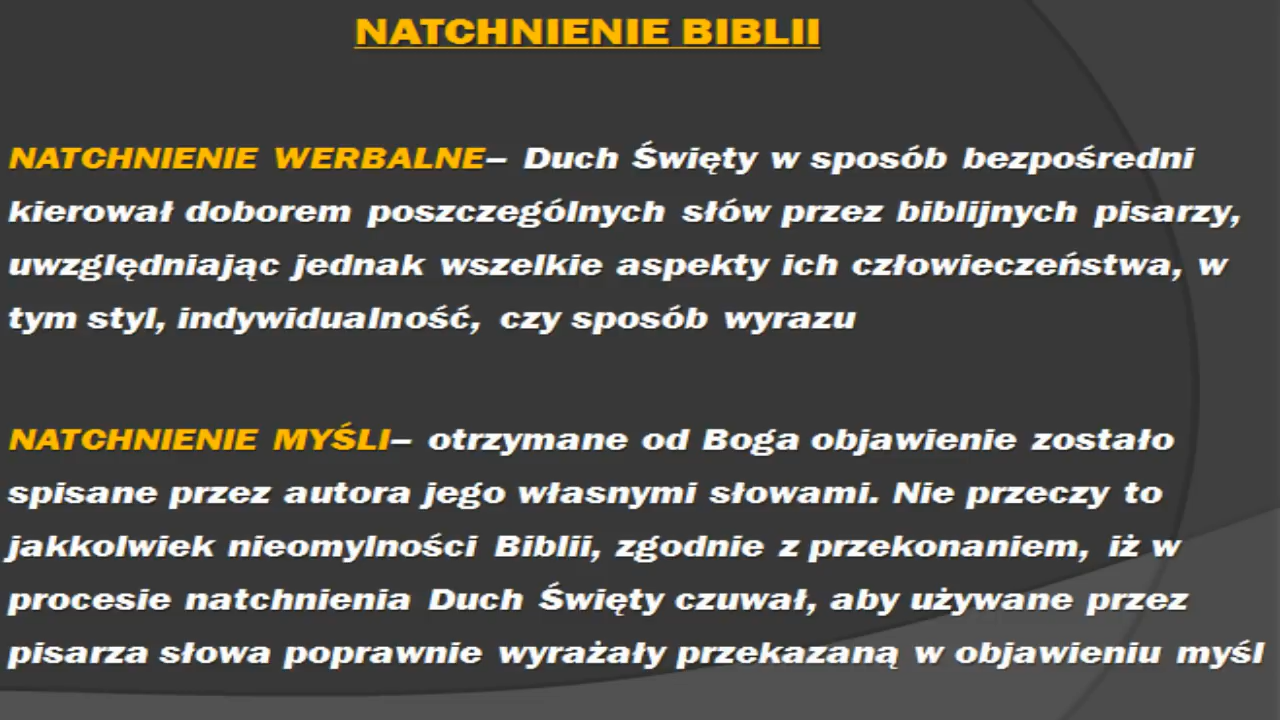 NATCHNIENIE BIBLII
NATCHNIENIE WERBALNE– Duch Święty w sposób bezpośredni
kierował doborem poszczególnych słów przez biblijnych pisarzy,
uwzględniając jednak wszelkie aspekty ich człowieczeństwa, w
tym styl, indywidualność, czy sposób wyrazu
NATCHNIENIE MYŚLI– otrzymane od Boga objawienie zostało
spisane przez autora jego własnymi słowami. Nie przeczy to
jakkolwiek nieomylności Biblii, zgodnie z przekonaniem, iż w
procesie natchnienia Duch Święty czuwał, aby używane przez
pisarza słowa poprawnie wyrażały przekazaną w objawieniu myśl